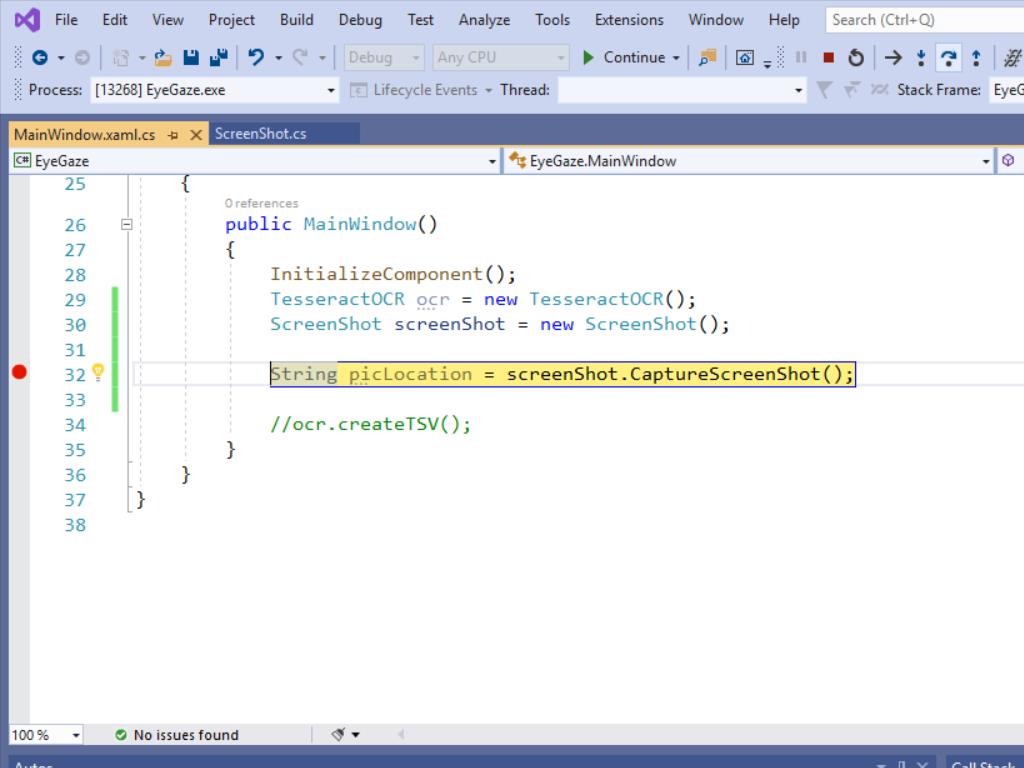 File Edit View Project Build Debug Test Analyze Tools Extensions Window Help Search (Ctrl+Q)
Debug Any CPU Continue
Process: [13268] EyeGaze.exe Lifecycle Events Thread: Stack Frame: EyeG
MainWindow.xaml.cs ScreenShot.cs
C# EyeGaze EyeGaze.MainWindow
25 {
0 references
26 public MainWindow()
27 {
28 InitializeComponent();
29 TesseractOCR ocr = new TesseractOCR();
30 ScreenShot screenShot = new ScreenShot();
31
32 String picLocation = screenShot.CaptureScreenShot();
33
34 //ocr.createTSV();
35 }
36 }
37 }
38
100 % No issues found
Autos Call Stack